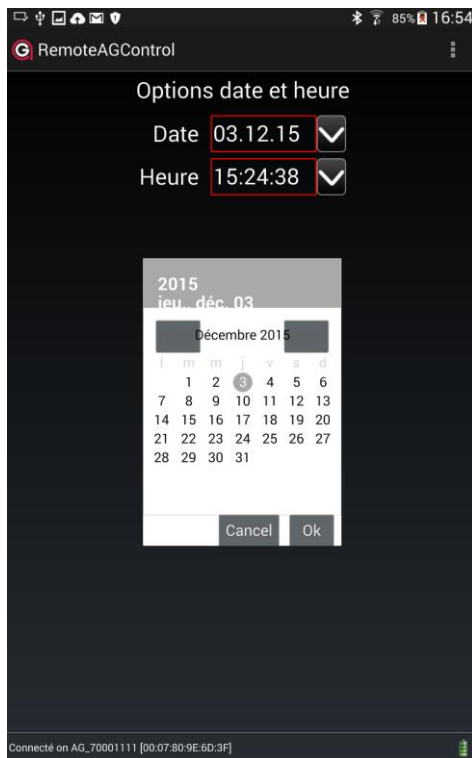 85% 16:54
RemoteAGControl
Options date et heure
Date 03.12.15
Heure 15:24:38
2015
jeu., déc. 03
Décembre 2015
l m m j v s d
1 2 3 4 5 6
7 8 9 10 11 12 13
14 15 16 17 18 19 20
21 22 23 24 25 26 27
28 29 30 31
Cancel Ok
Connecté on AG_70001111 [00:07:80:9E:6D:3F]